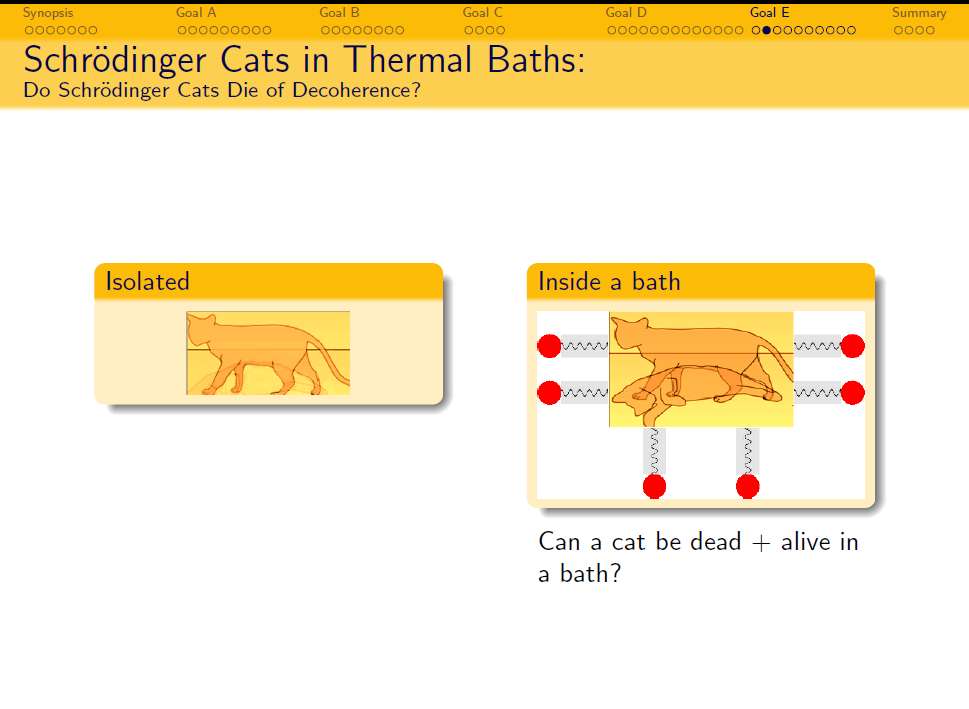 Synopsis Goal A Goal B Goal C Goal D Goal E Summary
Schrödinger Cats in Thermal Baths:
Do Schrödinger Cats Die of Decoherence?
Isolated
Inside a bath
Can a cat be dead + alive in
a bath?